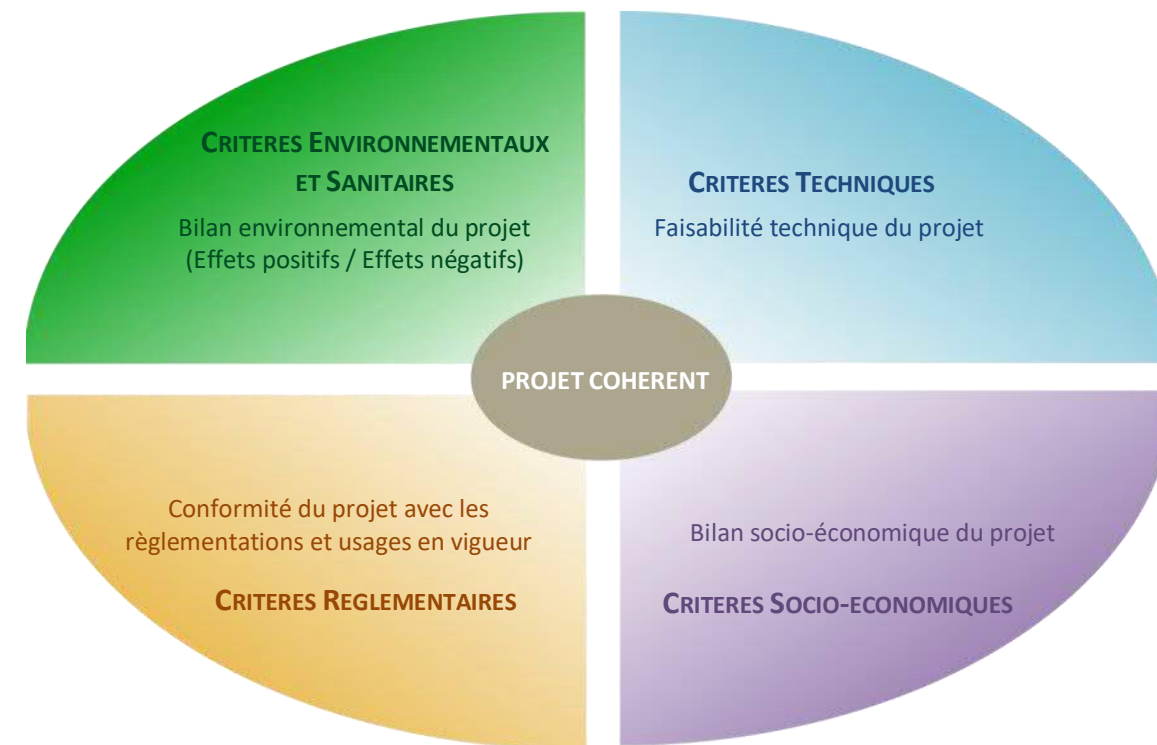 CRITERES ENVIRONNEMENTAUX
ET SANITAIRES
Bilan environnemental du projet
(Effets positifs / Effets négatifs)
CRITERES TECHNIQUES
Faisabilité technique du projet
PROJET COHERENT
Conformité du projet avec les
règlementations et usages en vigueur
CRITERES REGLEMENTAIRES
Bilan socio-économique du projet
CRITERES SOCIO-ECONOMIQUES